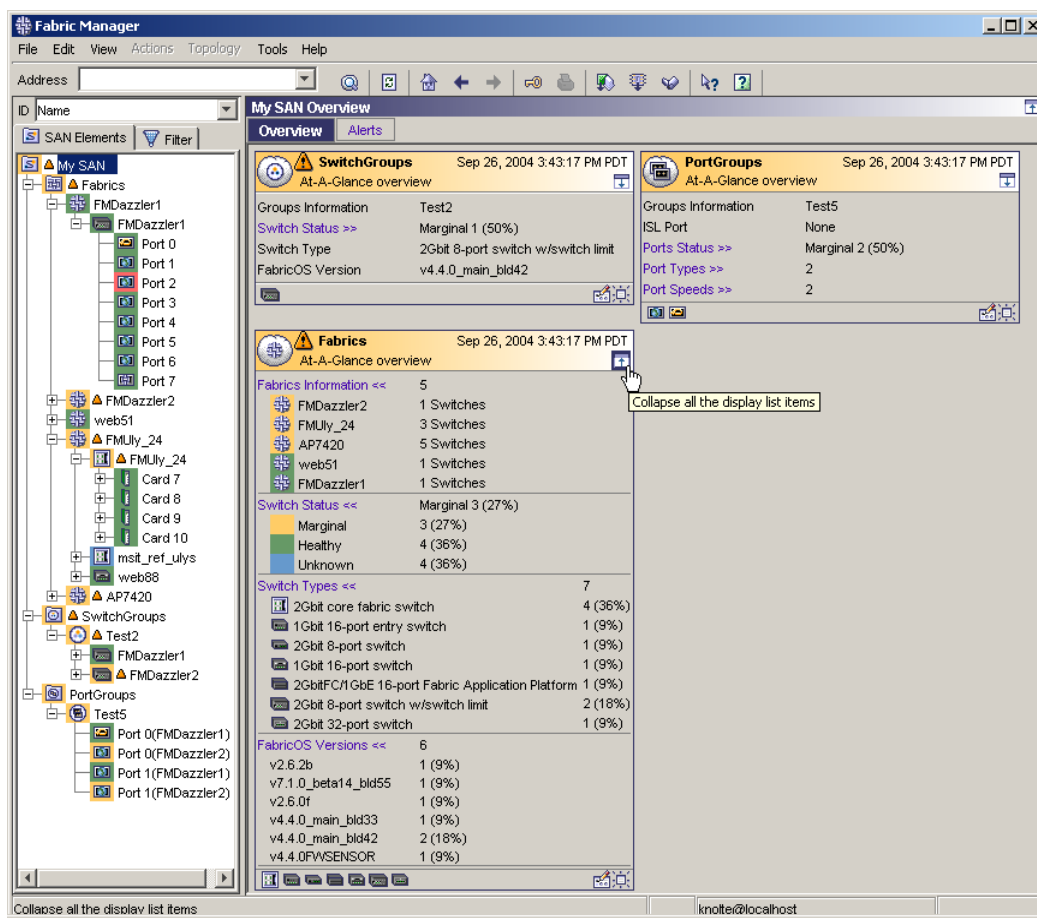 Fabric Manager
File Edit View Actions Topology Tools Help
Address
ID Name
SAN Elements Filter
My SAN
Fabrics
FMDazzler1
FMDazzler1
Port 0
Port 1
Port 2
Port 3
Port 4
Port 5
Port 6
Port 7
FMDazzler2
web51
FMUly_24
FMUly_24
Card 7
Card 8
Card 9
Card 10
msit_ref_ulys
web88
AP7420
SwitchGroups
Test2
FMDazzler1
FMDazzler2
PortGroups
Test5
Port 0(FMDazzler1)
Port 0(FMDazzler2)
Port 1(FMDazzler1)
Port 1(FMDazzler2)
My SAN Overview
Overview Alerts
SwitchGroups Sep 26, 2004 3:43:17 PM PDT
At-A-Glance overview
Groups Information Test2
Switch Status >> Marginal 1 (50%)
Switch Type 2Gbit 8-port switch w/switch limit
FabricOS Version v4.4.0_main_bld42
PortGroups Sep 26, 2004 3:43:17 PM PDT
At-A-Glance overview
Groups Information Test5
ISL Port None
Ports Status >> Marginal 2 (50%)
Port Types >> 2
Port Speeds >> 2
Fabrics Sep 26, 2004 3:43:17 PM PDT
At-A-Glance overview
Collapse all the display list items
Fabrics Information << 5
FMDazzler2 1 Switches
FMUly_24 3 Switches
AP7420 5 Switches
web51 1 Switches
FMDazzler1 1 Switches
Switch Status << Marginal 3 (27%)
Marginal 3 (27%)
Healthy 4 (36%)
Unknown 4 (36%)
Switch Types << 7
2Gbit core fabric switch 4 (36%)
1Gbit 16-port entry switch 1 (9%)
2Gbit 8-port switch 1 (9%)
1Gbit 16-port switch 1 (9%)
2GbitFC/1GbE 16-port Fabric Application Platform 1 (9%)
2Gbit 8-port switch w/switch limit 2 (18%)
2Gbit 32-port switch 1 (9%)
FabricOS Versions << 6
v2.6.2b 1 (9%)
v7.1.0_beta14_bld55 1 (9%)
v2.6.0f 1 (9%)
v4.4.0_main_bld33 1 (9%)
v4.4.0_main_bld42 2 (18%)
v4.4.0FWSENSOR 1 (9%)
Collapse all the display list items
knolte@localhost